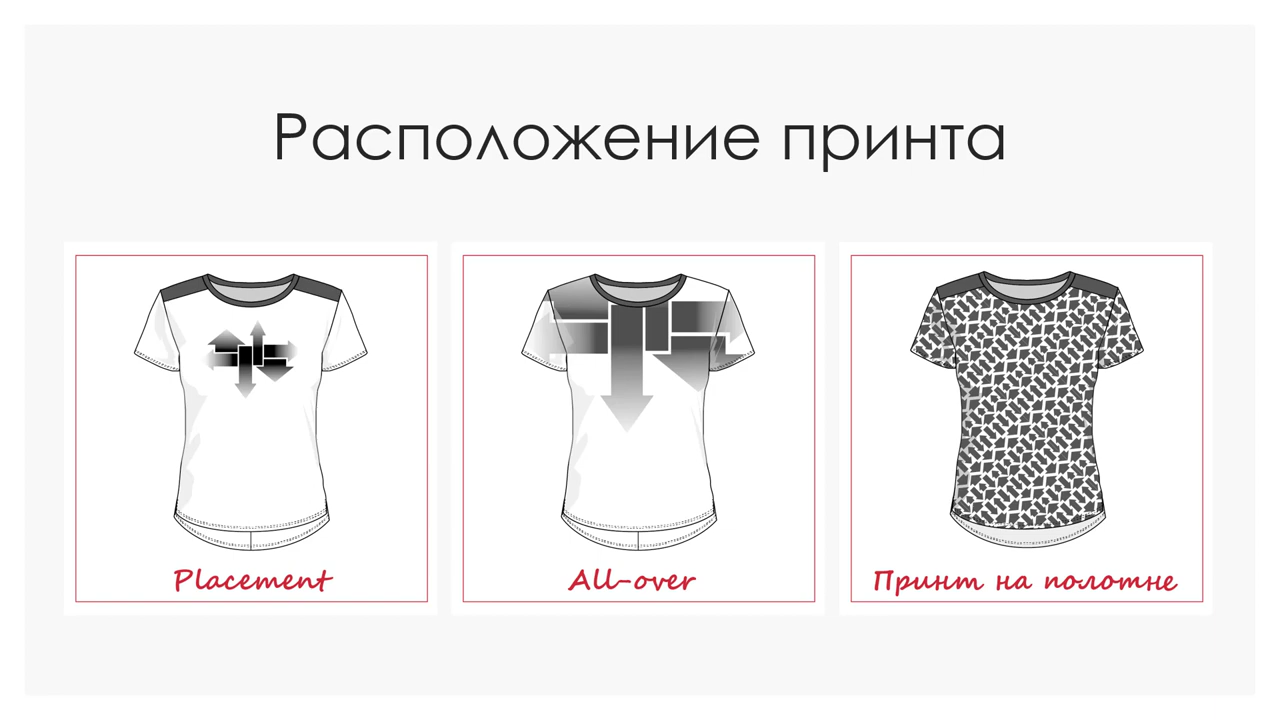 Расположение принта
Placement
All-over
Принт на полотне